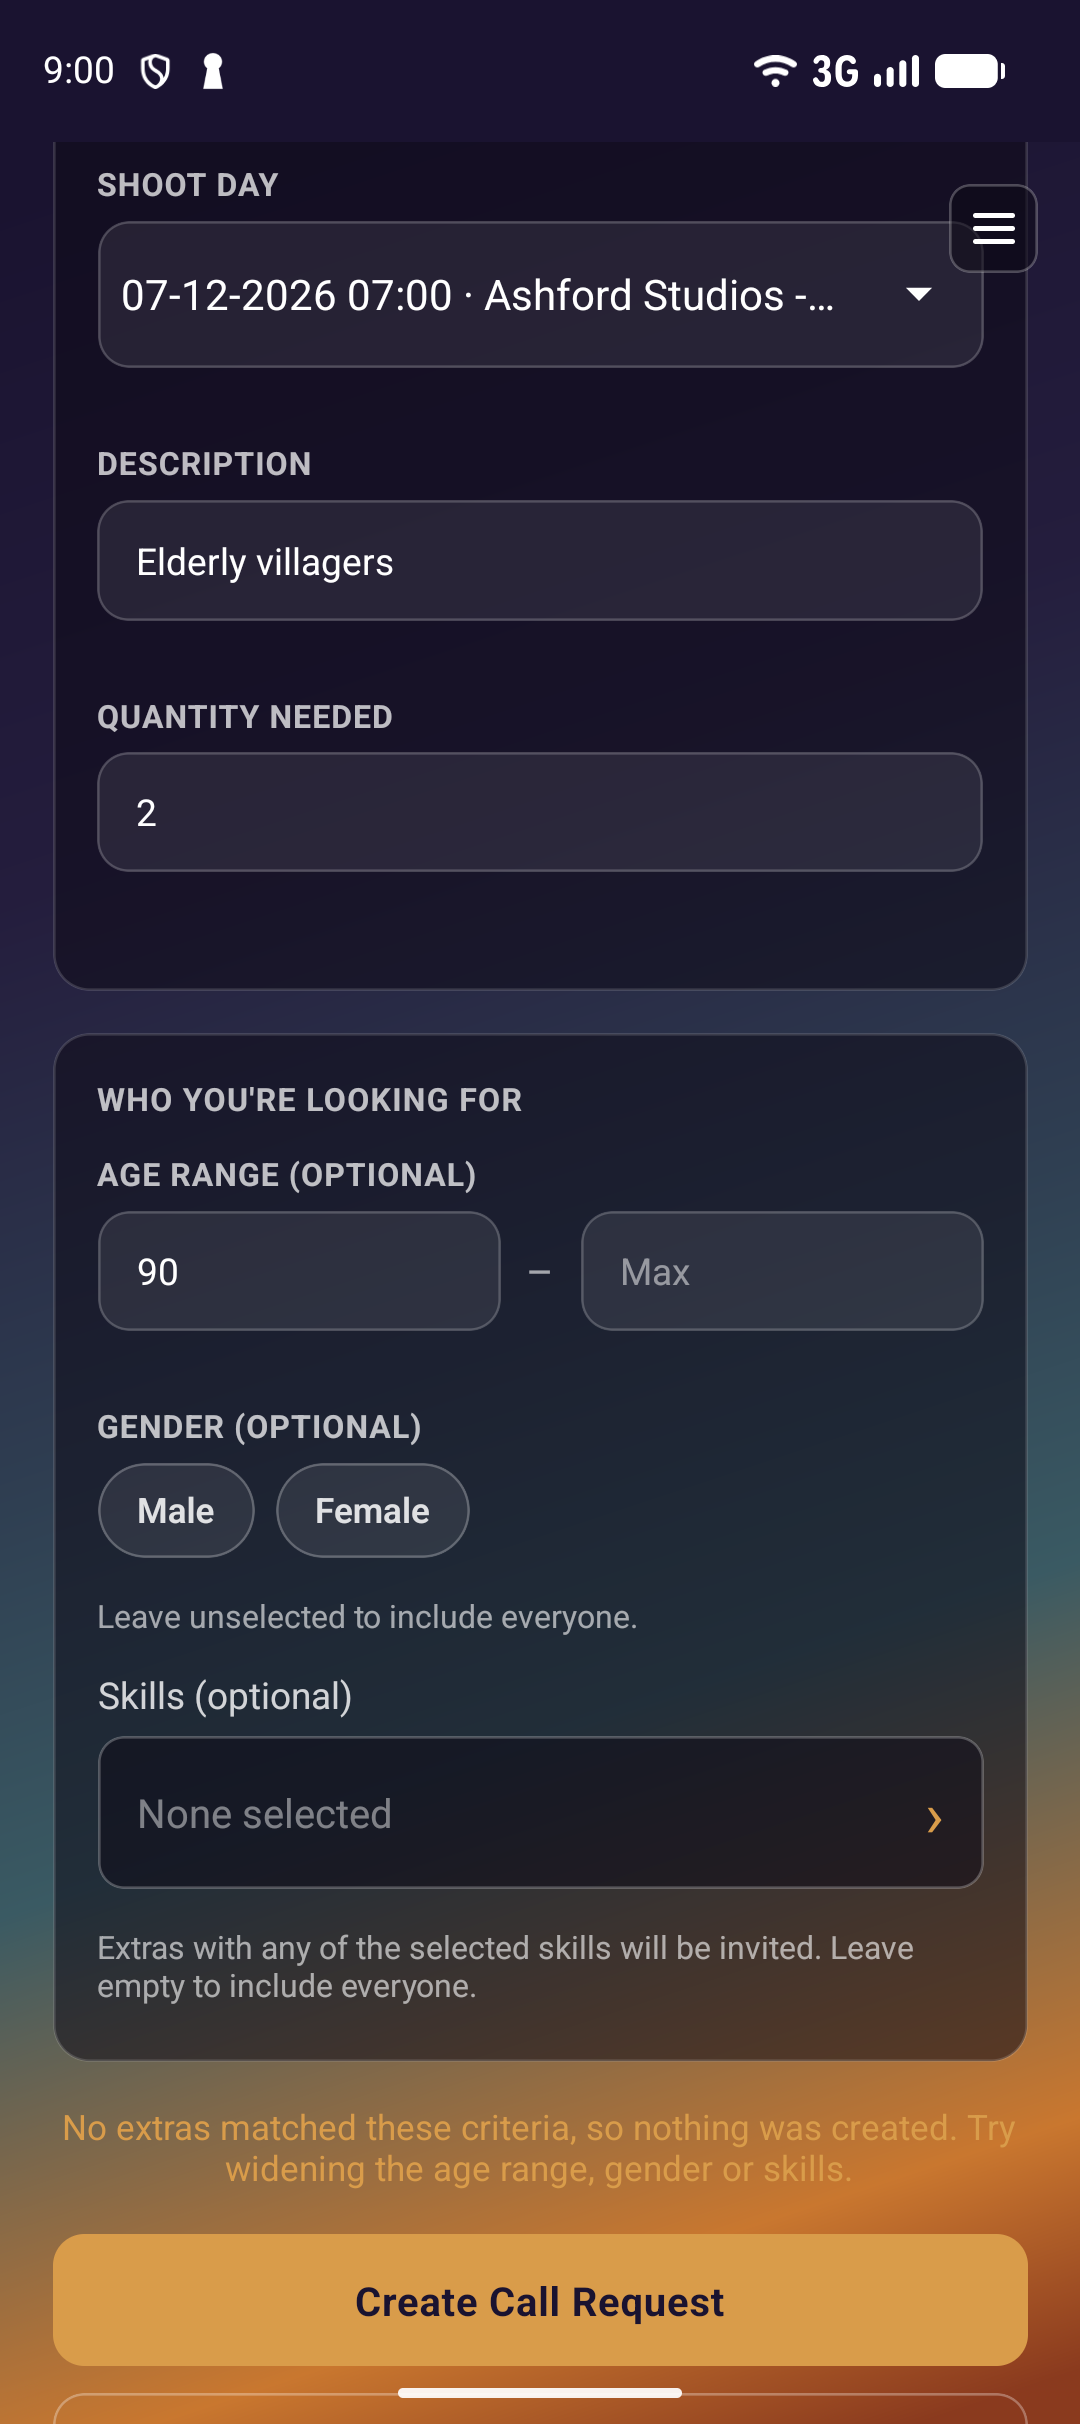 9:00
3G
SHOOT DAY
07-12-2026 07:00 · Ashford Studios -...
DESCRIPTION
Elderly villagers
QUANTITY NEEDED
2
WHO YOU'RE LOOKING FOR
AGE RANGE (OPTIONAL)
90 – Max
GENDER (OPTIONAL)
Male Female
Leave unselected to include everyone.
Skills (optional)
None selected ›
Extras with any of the selected skills will be invited. Leave
empty to include everyone.
No extras matched these criteria, so nothing was created. Try
widening the age range, gender or skills.
Create Call Request